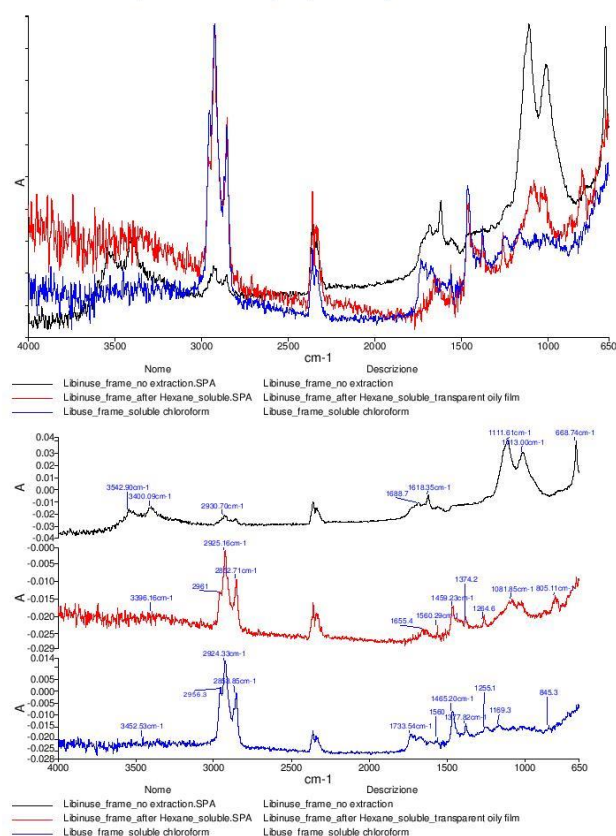 A
4000
3000
2000
1000
650
cm-1
Nome
Descrizione
Libinuse_frame_no extraction.SPA
Libinuse_frame_no extraction
Libinuse_frame_after Hexane_soluble.SPA
Libinuse_frame_after Hexane_soluble_transparent oily film
Libuse_frame_soluble chloroform
Libuse_frame_soluble chloroform
0.04
0.03
0.02
0.01
-0.00
-0.01
-0.02
-0.03
-0.04
A
3542.90cm-1
3400.09cm-1
2930.70cm-1
1688.7
1618.35cm-1
1111.61cm-1
1013.00cm-1
668.74cm-1
-0.000
-0.005
-0.010
-0.015
-0.020
-0.025
-0.029
A
3396.16cm-1
2961
2925.16cm-1
2852.71cm-1
1655.4
1560.29cm-1
1459.23cm-1
1374.2
1264.6
1081.85cm-1
805.11cm-1
0.014
0.005
0.000
-0.005
-0.010
-0.015
-0.020
-0.025
-0.028
A
3452.53cm-1
2956.3
2924.33cm-1
2853.85cm-1
1733.54cm-1
1560
1465.20cm-1
1377.82cm-1
1255.1
1169.3
845.3
4000
3000
2500
2000
1500
1000
650
cm-1
Nome
Descrizione
Libinuse_frame_no extraction.SPA
Libinuse_frame_no extraction
Libinuse_frame_after Hexane_soluble.SPA
Libinuse_frame_after Hexane_soluble_transparent oily film
Libuse_frame_soluble chloroform
Libuse_frame_soluble chloroform